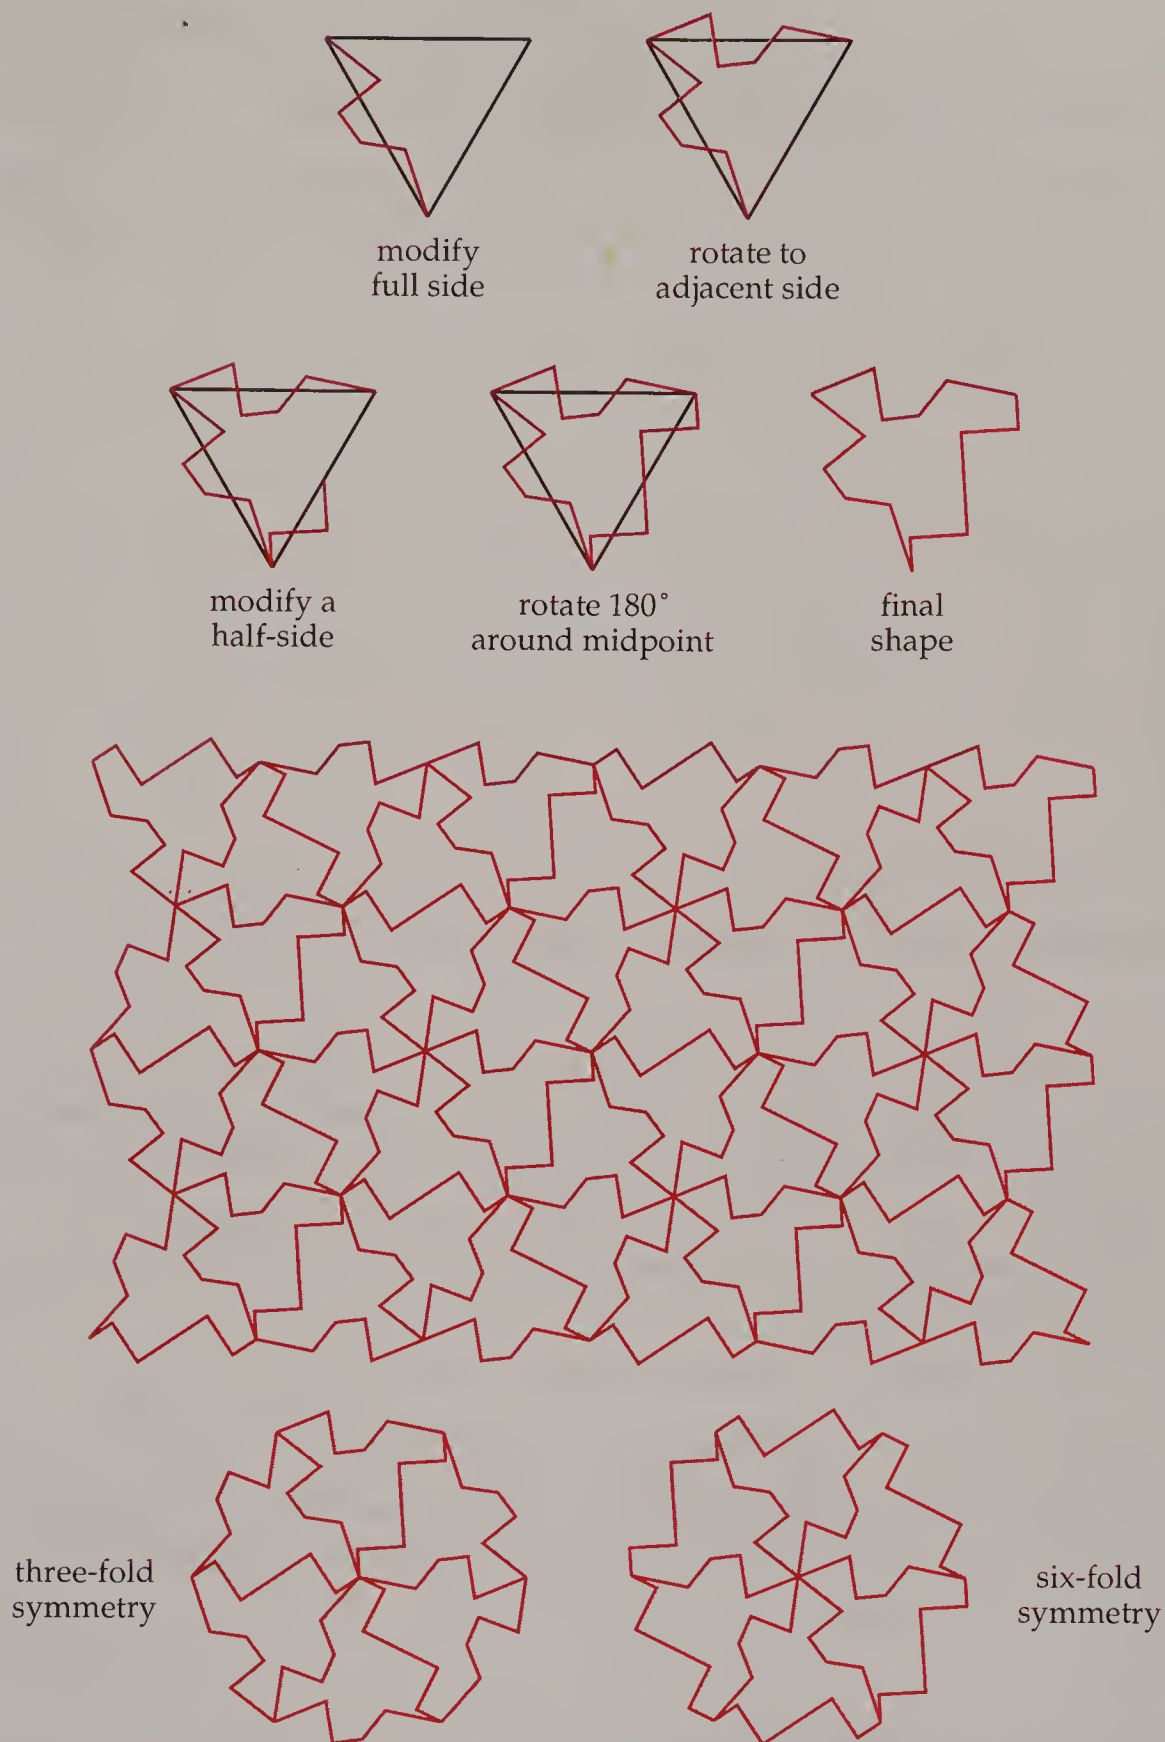 modify
full side
rotate to
adjacent side
modify a
half-side
rotate 180°
around midpoint
final
shape
three-fold
symmetry
six-fold
symmetry